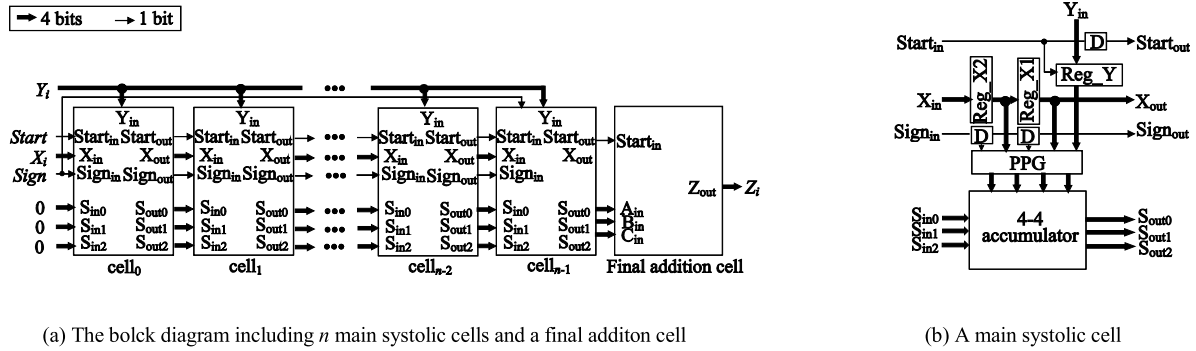 4 bits 1 bit
Yi
Yin Yin Yin Yin
Start Startin Startout Startin Startout Startin Startout Startin Startout Startin
Xi Xin Xout Xin Xout Xin Xout Xin Xout
Sign Signin Signout Signin Signout Signin Signout Signin
Zout Zi
0 Sin0 Sout0 Sin0 Sout0 Sin0 Sout0 Sin0 Sout0 Ain
0 Sin1 Sout1 Sin1 Sout1 Sin1 Sout1 Sin1 Sout1 Bin
0 Sin2 Sout2 Sin2 Sout2 Sin2 Sout2 Sin2 Sout2 Cin
cell0 cell1 celln-2 celln-1 Final addition cell
(a) The bolck diagram including n main systolic cells and a final additon cell
Yin
Startin D Startout
Reg_Y
Xin Reg_X2 Reg_X1 Xout
Signin D D Signout
PPG
Sin0 Sout0
Sin1 4-4 accumulator Sout1
Sin2 Sout2
(b) A main systolic cell